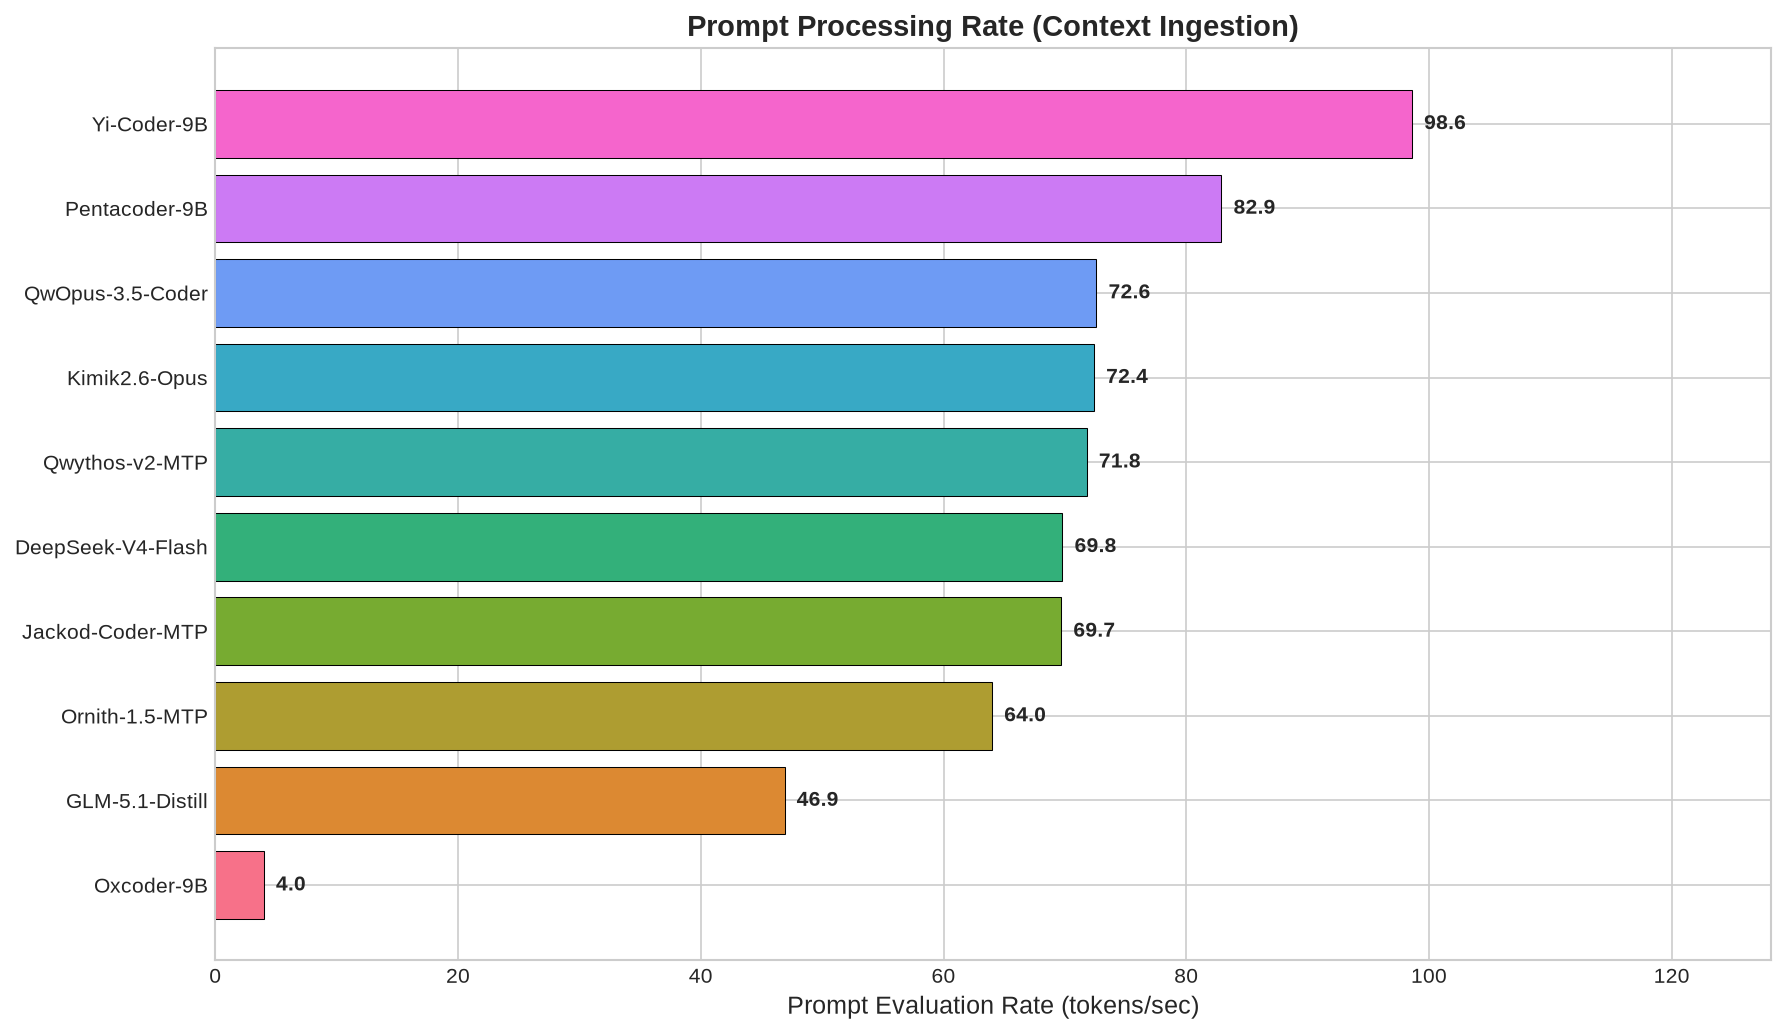 Prompt Processing Rate (Context Ingestion)
Yi-Coder-9B 98.6
Pentacoder-9B 82.9
QwOpus-3.5-Coder 72.6
Kimik2.6-Opus 72.4
Qwythos-v2-MTP 71.8
DeepSeek-V4-Flash 69.8
Jackod-Coder-MTP 69.7
Ornith-1.5-MTP 64.0
GLM-5.1-Distill 46.9
Oxcoder-9B 4.0
0 20 40 60 80 100 120
Prompt Evaluation Rate (tokens/sec)